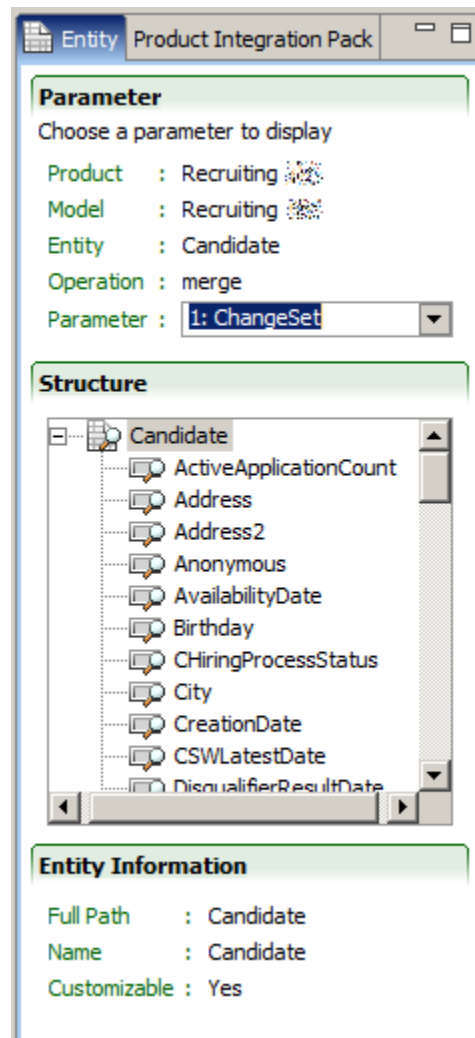 Entity Product Integration Pack
Parameter
Choose a parameter to display
Product : Recruiting
Model : Recruiting
Entity : Candidate
Operation : merge
Parameter : 1: ChangeSet
Structure
Candidate
ActiveApplicationCount
Address
Address2
Anonymous
AvailabilityDate
Birthday
CHiringProcessStatus
City
CreationDate
CSWLatestDate
DisqualifierResultDate
Entity Information
Full Path : Candidate
Name : Candidate
Customizable : Yes